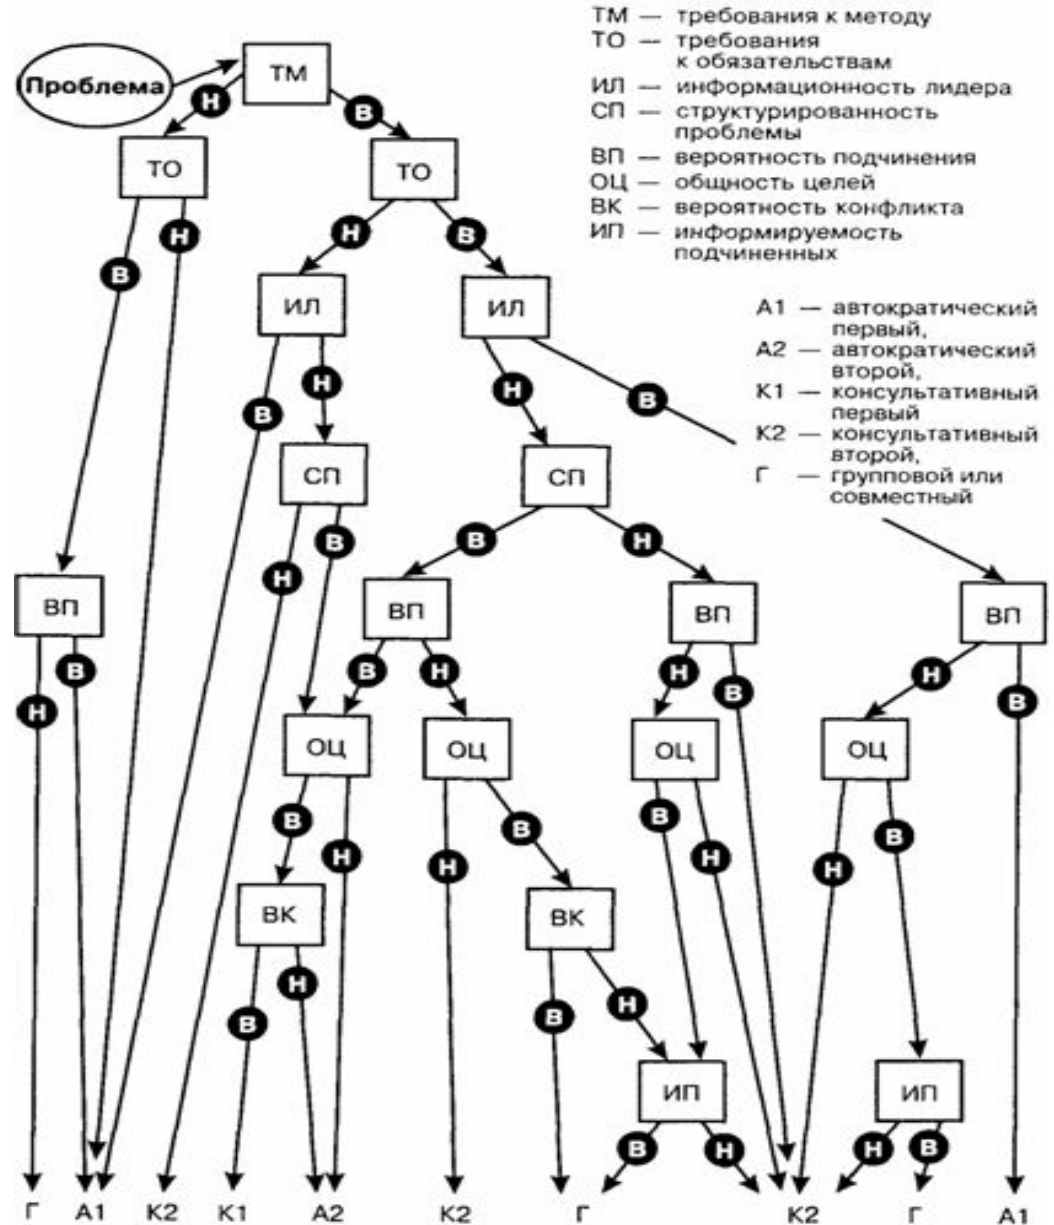 ТМ — требования к методу
ТО — требования
к обязательствам
ИЛ — информационность лидера
СП — структурированность
проблемы
ВП — вероятность подчинения
ОЦ — общность целей
ВК — вероятность конфликта
ИП — информируемость
подчиненных
А1 — автократический
первый,
А2 — автократический
второй,
К1 — консультативный
первый
К2 — консультативный
второй,
Г — групповой или
совместный
Проблема
ТМ
Н
В
ТО
ТО
Н
Н
В
В
ИЛ
ИЛ
Н
Н
В
В
СП
СП
В
В
Н
Н
ВП
ВП
ВП
ВП
В
В
Н
Н
Н
Н
В
В
ОЦ
ОЦ
ОЦ
ОЦ
В
В
В
В
Н
Н
Н
Н
ВК
ВК
Н
Н
В
В
ИП
ИП
В
Н
Н
В
Г А1 К2 К1 А2 К2 Г К2 Г А1